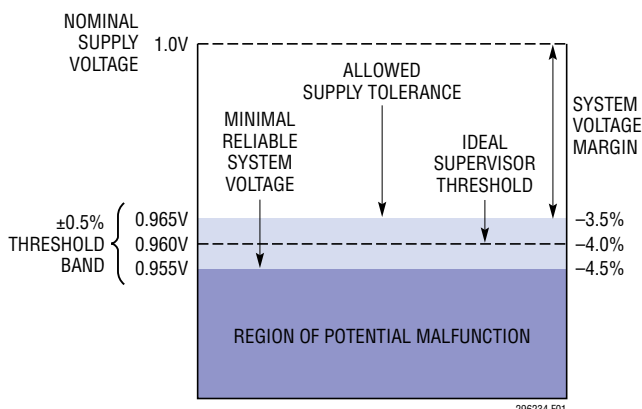 NOMINAL
SUPPLY
VOLTAGE
1.0V
ALLOWED
SUPPLY TOLERANCE
SYSTEM
VOLTAGE
MARGIN
MINIMAL
RELIABLE
SYSTEM
VOLTAGE
IDEAL
SUPERVISOR
THRESHOLD
±0.5%
THRESHOLD
BAND
0.965V
0.960V
0.955V
–3.5%
–4.0%
–4.5%
REGION OF POTENTIAL MALFUNCTION
296234 F01